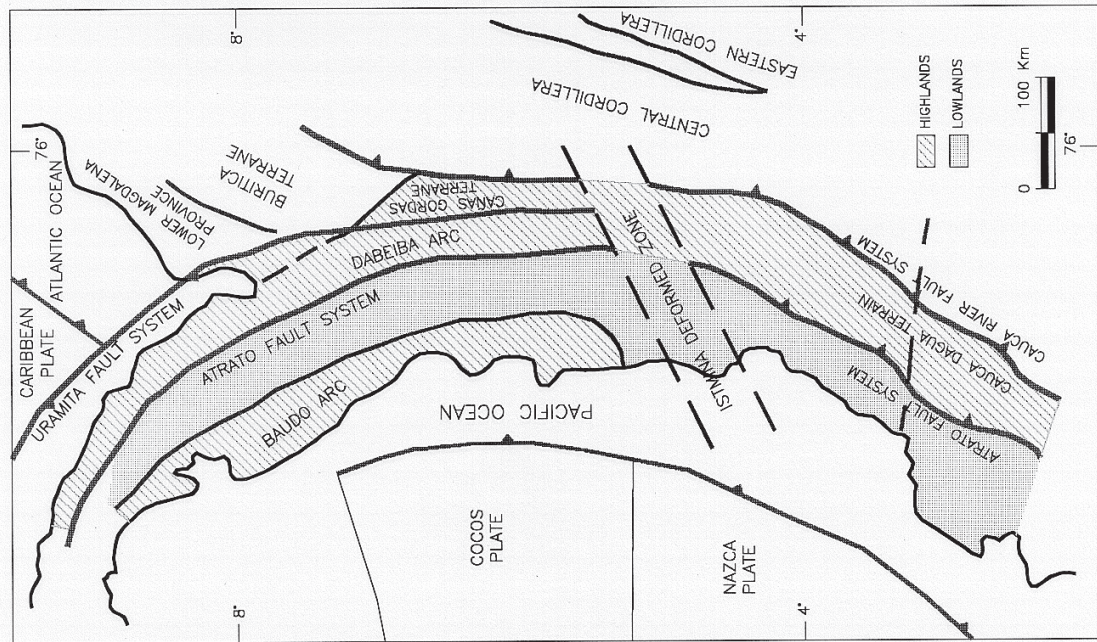 ATLANTIC OCEAN
CARIBBEAN
PLATE
LOWER MAGDALENA
PROVINCE
BURITICA
TERRANE
URAMITA FAULT SYSTEM
CANAS GORDAS
TERRANE
DABEIBA ARC
ATRATO FAULT SYSTEM
BAUDO ARC
PACIFIC OCEAN
COCOS
PLATE
NAZCA
PLATE
ISTMINA DEFORMED ZONE
CENTRAL CORDILLERA
EASTERN CORDILLERA
CAUCA RIVER FAULT SYSTEM
CAUCA DAGUA TERRAIN
ATRATO FAULT SYSTEM
HIGHLANDS
LOWLANDS
0 100 Km
8°
4°
76°
8°
4°
76°